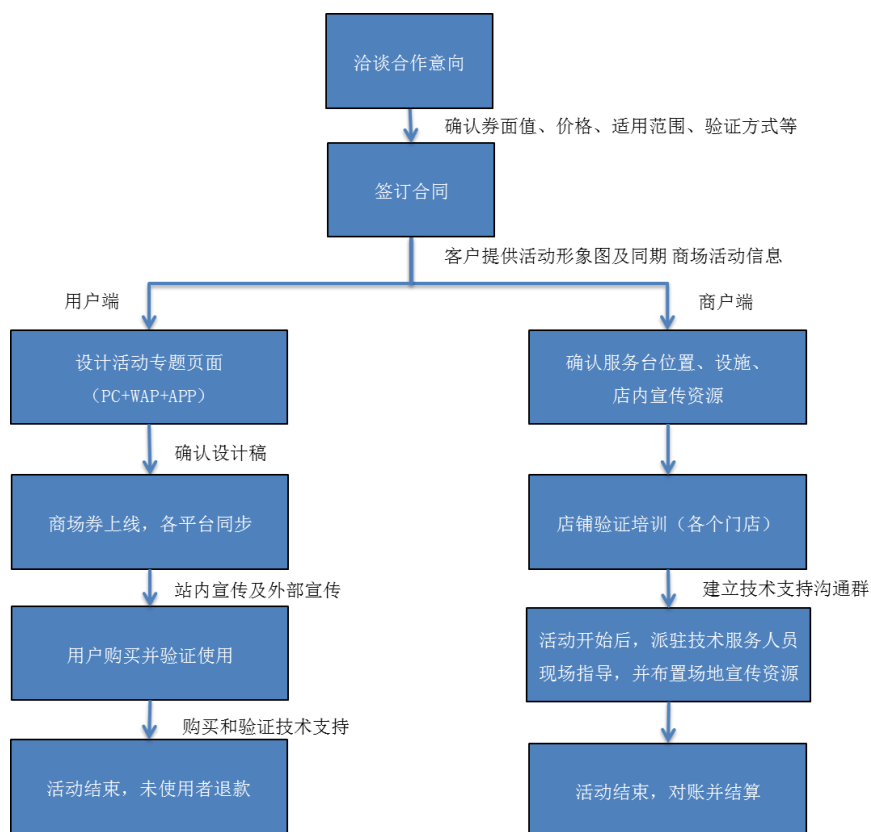 洽谈合作意向
确认券面值、价格、适用范围、验证方式等
签订合同
客户提供活动形象图及同期 商场活动信息
用户端
商户端
设计活动专题页面
（PC+WAP+APP）
确认服务台位置、设施、
店内宣传资源
确认设计稿
商场券上线，各平台同步
店铺验证培训（各个门店）
站内宣传及外部宣传
建立技术支持沟通群
用户购买并验证使用
活动开始后，派驻技术服务人员
现场指导，并布置场地宣传资源
购买和验证技术支持
活动结束，未使用者退款
活动结束，对账并结算